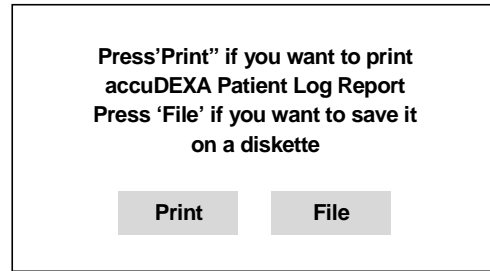 Press’Print” if you want to print
accuDEXA Patient Log Report
Press ‘File’ if you want to save it
on a diskette
Print File